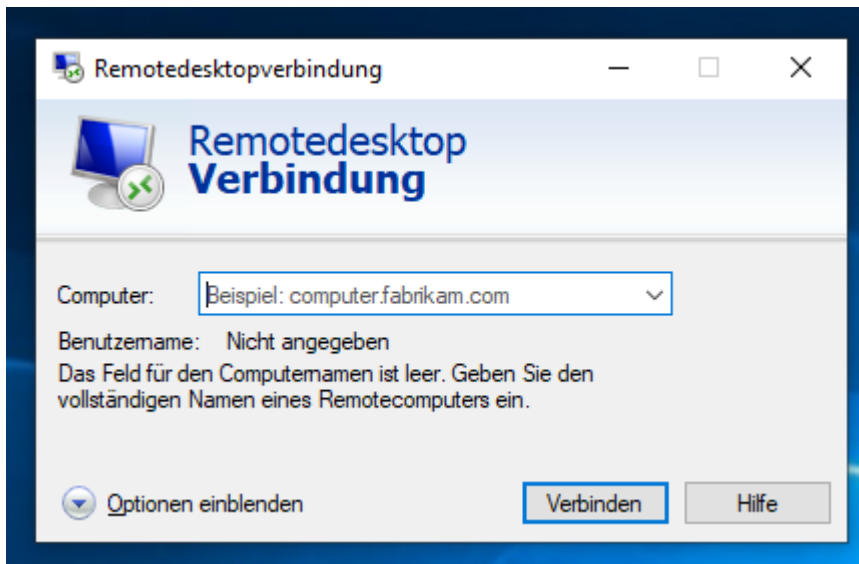 Remotedesktopverbindung
Remotedesktop
Verbindung
Computer: Beispiel: computer.fabrikam.com
Benutzername: Nicht angegeben
Das Feld für den Computernamen ist leer. Geben Sie den
vollständigen Namen eines Remotecomputers ein.
Optionen einblenden Verbinden Hilfe